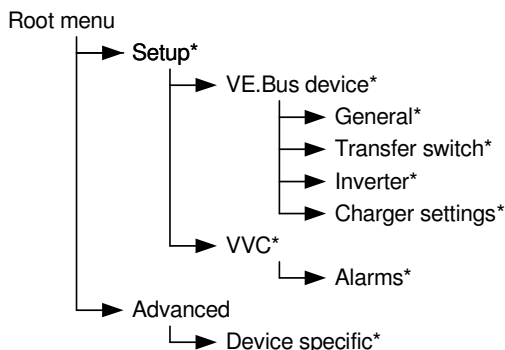 Root menu
Setup*
VE.Bus device*
General*
Transfer switch*
Inverter*
Charger settings*
VVC*
Alarms*
Advanced
Device specific*